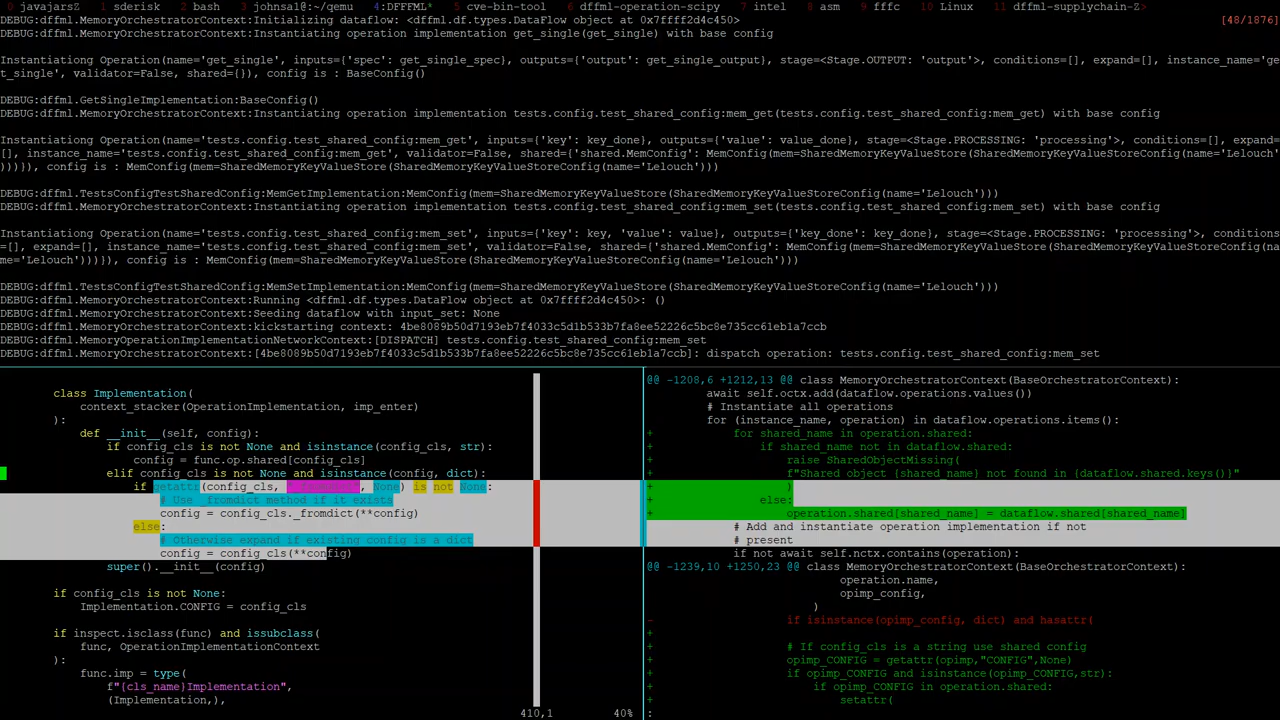 0 javajarsZ 1 sderisk 2 bash 3 johnsal@:~/qemu 4:DFFFML* 5 cve-bin-tool 6 dffml-operation-scipy 7 intel 8 asm 9 fffc 10 Linux 11 dffml-supplychain-Z>
DEBUG:dffml.MemoryOrchestratorContext:Initializing dataflow: <dffml.df.types.DataFlow object at 0x7ffff2d4c450> [48/1876]
DEBUG:dffml.MemoryOrchestratorContext:Instantiating operation implementation get_single(get_single) with base config
Instantiating Operation(name='get_single', inputs={'spec': get_single_spec}, outputs={'output': get_single_output}, stage=<Stage.OUTPUT: 'output'>, conditions=[], expand=[], instance_name='ge
t_single', validator=False, shared={}), config is : BaseConfig()
DEBUG:dffml.GetSingleImplementation:BaseConfig()
DEBUG:dffml.MemoryOrchestratorContext:Instantiating operation implementation tests.config.test_shared_config:mem_get(tests.config.test_shared_config:mem_get) with base config
Instantiating Operation(name='tests.config.test_shared_config:mem_get', inputs={'key': key_done}, outputs={'value': value_done}, stage=<Stage.PROCESSING: 'processing'>, conditions=[], expand=
[], instance_name='tests.config.test_shared_config:mem_get', validator=False, shared={'shared.MemConfig': MemConfig(mem=SharedMemoryKeyValueStore(SharedMemoryKeyValueStoreConfig(name='Lelouch'
)))}), config is : MemConfig(mem=SharedMemoryKeyValueStore(SharedMemoryKeyValueStoreConfig(name='Lelouch')))
DEBUG:dffml.TestsConfigTestSharedConfig:MemGetImplementation:MemConfig(mem=SharedMemoryKeyValueStore(SharedMemoryKeyValueStoreConfig(name='Lelouch')))
DEBUG:dffml.MemoryOrchestratorContext:Instantiating operation implementation tests.config.test_shared_config:mem_set(tests.config.test_shared_config:mem_set) with base config
Instantiating Operation(name='tests.config.test_shared_config:mem_set', inputs={'key': key, 'value': value}, outputs={'key_done': key_done}, stage=<Stage.PROCESSING: 'processing'>, conditions
=[], expand=[], instance_name='tests.config.test_shared_config:mem_set', validator=False, shared={'shared.MemConfig': MemConfig(mem=SharedMemoryKeyValueStore(SharedMemoryKeyValueStoreConfig(na
me='Lelouch')))}), config is : MemConfig(mem=SharedMemoryKeyValueStore(SharedMemoryKeyValueStoreConfig(name='Lelouch')))
DEBUG:dffml.TestsConfigTestSharedConfig:MemSetImplementation:MemConfig(mem=SharedMemoryKeyValueStore(SharedMemoryKeyValueStoreConfig(name='Lelouch')))
DEBUG:dffml.MemoryOrchestratorContext:Running <dffml.df.types.DataFlow object at 0x7ffff2d4c450>: ()
DEBUG:dffml.MemoryOrchestratorContext:Seeding dataflow with input_set: None
DEBUG:dffml.MemoryOrchestratorContext:kickstarting context: 4be8089b50d7193eb7f4033c5d1b533b7fa8ee52226c5bc8e735cc61eb1a7ccb
DEBUG:dffml.MemoryOperationImplementationNetworkContext:[DISPATCH] tests.config.test_shared_config:mem_set
DEBUG:dffml.MemoryOrchestratorContext:[4be8089b50d7193eb7f4033c5d1b533b7fa8ee52226c5bc8e735cc61eb1a7ccb]: dispatch operation: tests.config.test_shared_config:mem_set
class Implementation(
context_stacker(OperationImplementation, imp_enter)
):
def __init__(self, config):
if config_cls is not None and isinstance(config_cls, str):
config = func.op.shared[config_cls]
elif config_cls is not None and isinstance(config, dict):
if getattr(config_cls, None) is not None:
# Use _fromdict method if it exists
config = config_cls._fromdict(**config)
else:
# Otherwise expand if existing config is a dict
config = config_cls(**config)
super().__init__(config)
if config_cls is not None:
Implementation.CONFIG = config_cls
if inspect.isclass(func) and issubclass(
func, OperationImplementationContext
):
func.imp = type(
f"{cls_name}Implementation",
(Implementation,),
410,1 40%
@@ -1208,6 +1212,13 @@ class MemoryOrchestratorContext(BaseOrchestratorContext):
await self.octx.add(dataflow.operations.values())
# Instantiate all operations
for (instance_name, operation) in dataflow.operations.items():
+ for shared_name in operation.shared:
+ if shared_name not in dataflow.shared:
+ raise SharedObjectMissing(
+ f"Shared object {shared_name} not found in {dataflow.shared.keys()}"
+ )
+ else:
+ operation.shared[shared_name] = dataflow.shared[shared_name]
# Add and instantiate operation implementation if not
# present
if not await self.nctx.contains(operation):
@@ -1239,10 +1250,23 @@ class MemoryOrchestratorContext(BaseOrchestratorContext):
operation.name,
opimp_config,
)
- if isinstance(opimp_config, dict) and hasattr(
+
+ # If config_cls is a string use shared config
+ opimp_CONFIG = getattr(opimp,"CONFIG",None)
+ if opimp_CONFIG and isinstance(opimp_CONFIG,str):
+ if opimp_CONFIG in operation.shared:
+ setattr(
: